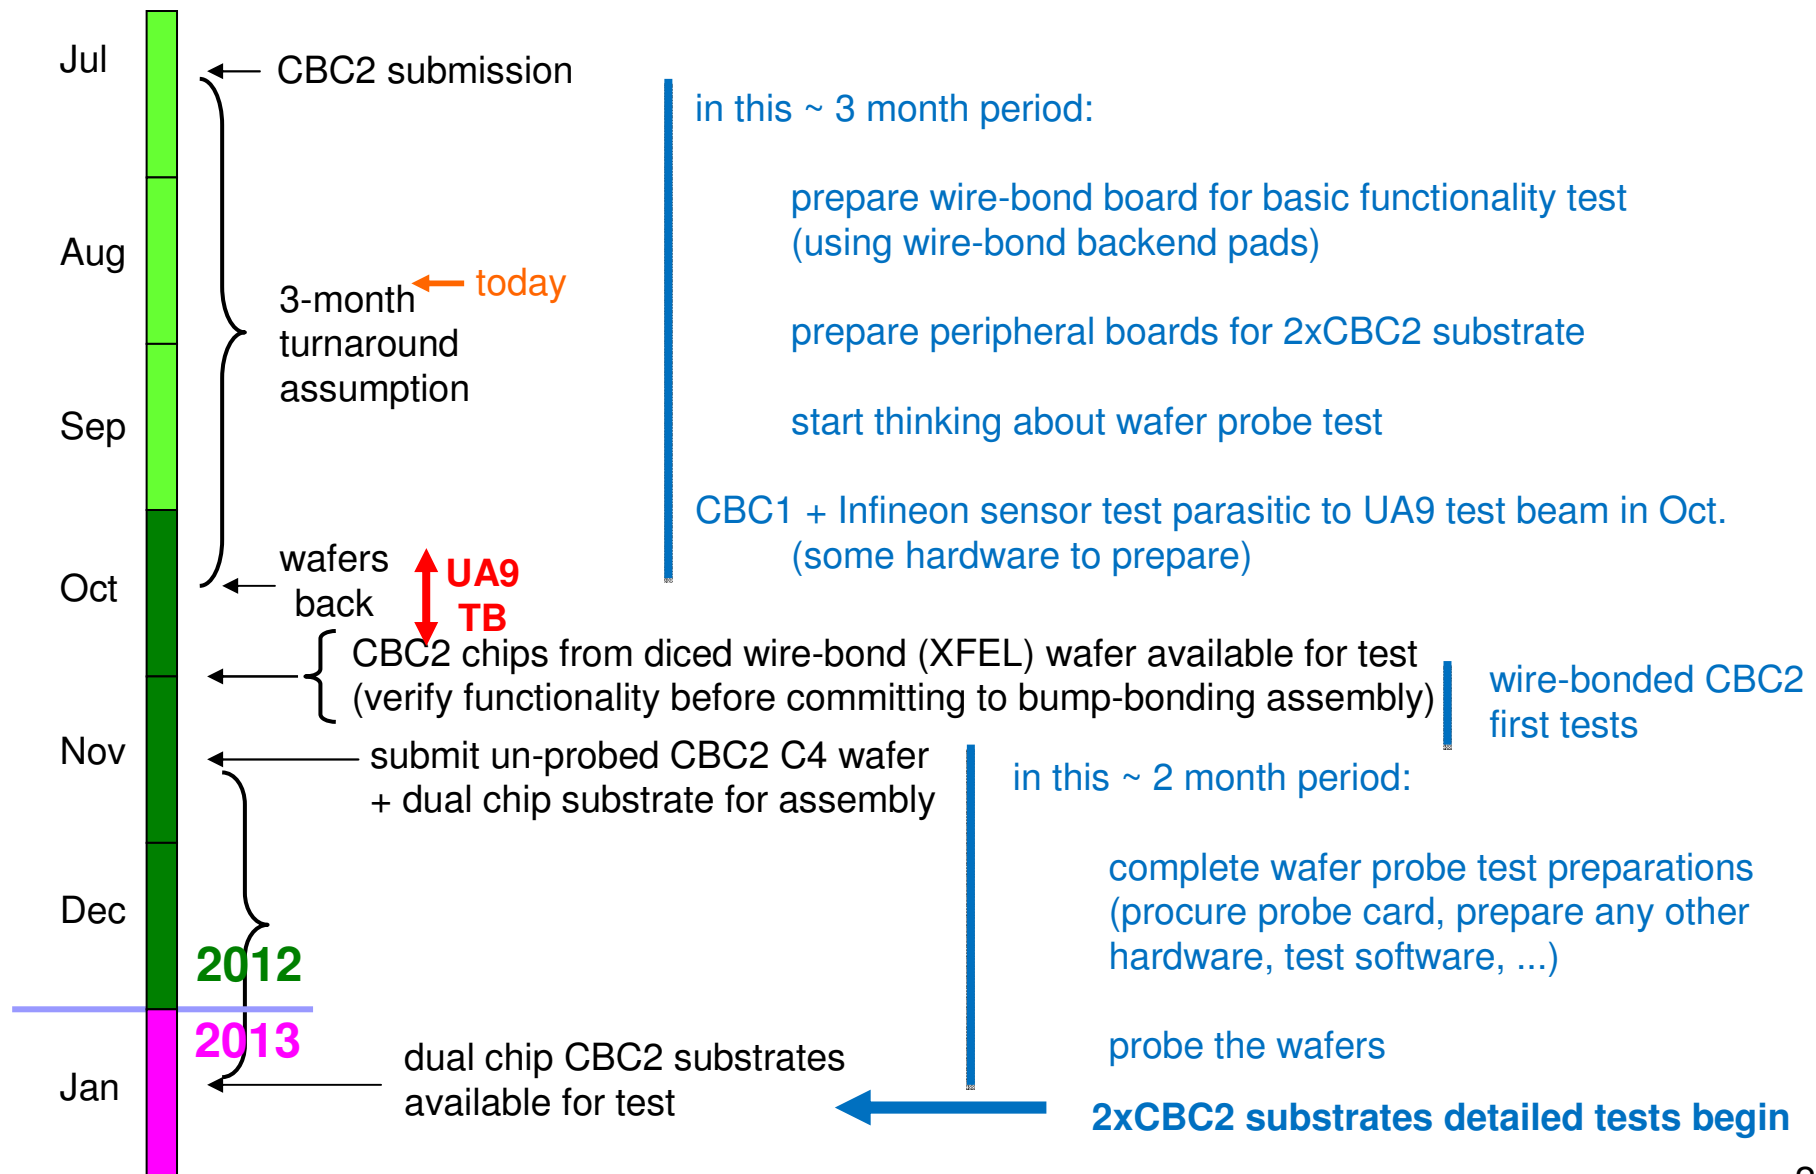 Jul
CBC2 submission
in this ~ 3 month period:
prepare wire-bond board for basic functionality test
(using wire-bond backend pads)
Aug
today
3-month
turnaround
assumption
prepare peripheral boards for 2xCBC2 substrate
Sep
start thinking about wafer probe test
CBC1 + Infineon sensor test parasitic to UA9 test beam in Oct.
(some hardware to prepare)
Oct
wafers
back
UA9
TB
CBC2 chips from diced wire-bond (XFEL) wafer available for test
(verify functionality before committing to bump-bonding assembly)
wire-bonded CBC2
first tests
Nov
submit un-probed CBC2 C4 wafer
+ dual chip substrate for assembly
in this ~ 2 month period:
complete wafer probe test preparations
(procure probe card, prepare any other
hardware, test software, ...)
Dec
2012
2013
probe the wafers
Jan
dual chip CBC2 substrates
available for test
2xCBC2 substrates detailed tests begin